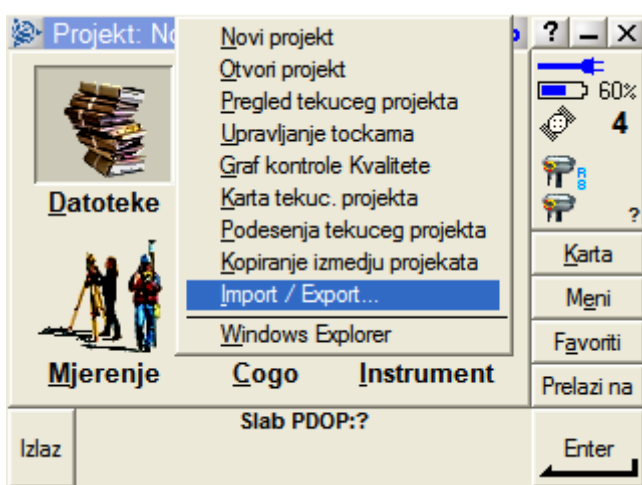 Projekt: No
? – X
Novi projekt
Otvori projekt
Pregled tekuceg projekta
Upravljanje tockama
Graf kontrole Kvalitete
Karta tekuc. projekta
Podesenja tekuceg projekta
Kopiranje izmedju projekata
Import / Export...
Windows Explorer
Datoteke
Mjerenje
Cogo
Instrument
60%
4
R
8
?
Karta
Meni
Favoriti
Prelazi na
Slab PDOP:?
Izlaz
Enter